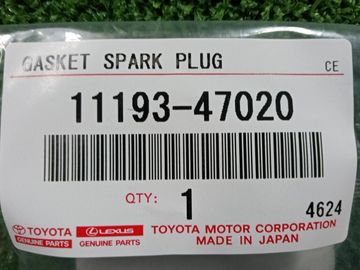 GASKET SPARK PLUG CE
11193-47020
QTY: 1 4624
TOYOTA LEXUS TOYOTA MOTOR CORPORATION
GENUINE PARTS GENUINE PARTS MADE IN JAPAN